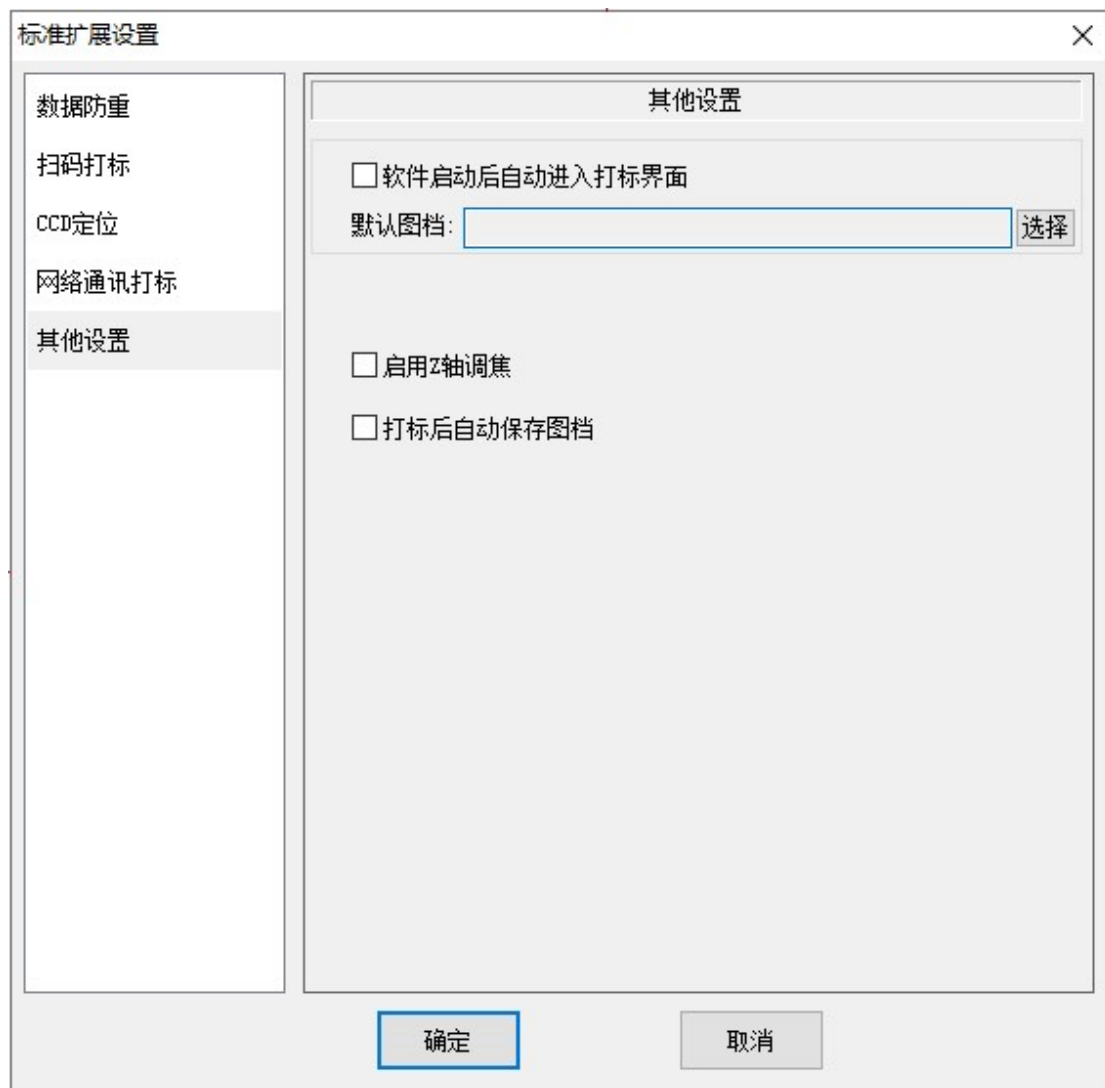 标准扩展设置
数据防重
扫码打标
CCD定位
网络通讯打标
其他设置
其他设置
软件启动后自动进入打标界面
默认图档: 选择
启用Z轴调焦
打标后自动保存图档
确定 取消